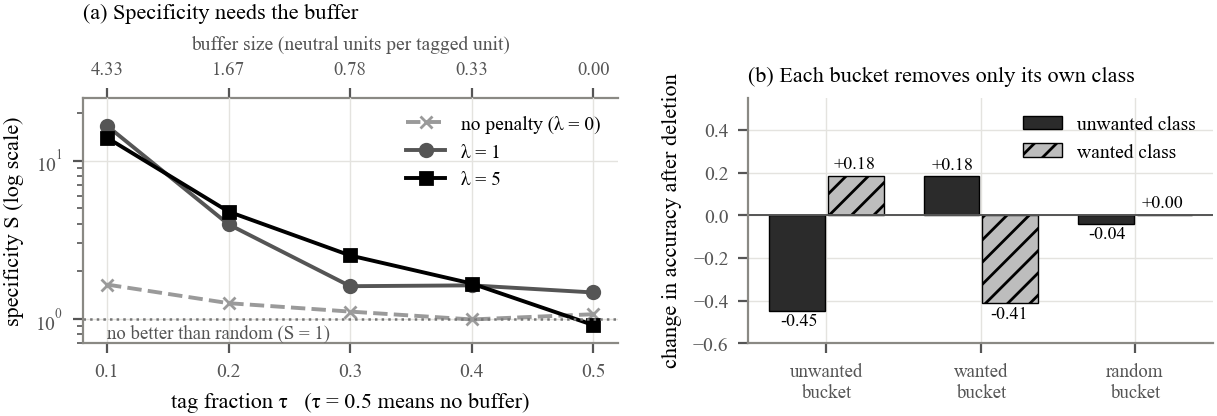 (a) Specificity needs the buffer
buffer size (neutral units per tagged unit)
4.33 1.67 0.78 0.33 0.00
specificity S (log scale)
10¹
10⁰
no penalty (λ = 0)
λ = 1
λ = 5
no better than random (S = 1)
0.1 0.2 0.3 0.4 0.5
tag fraction τ (τ = 0.5 means no buffer)
(b) Each bucket removes only its own class
change in accuracy after deletion
0.4
0.2
0.0
−0.2
−0.4
−0.6
unwanted class
wanted class
+0.18
+0.18
+0.00
-0.04
-0.45
-0.41
unwanted bucket
wanted bucket
random bucket